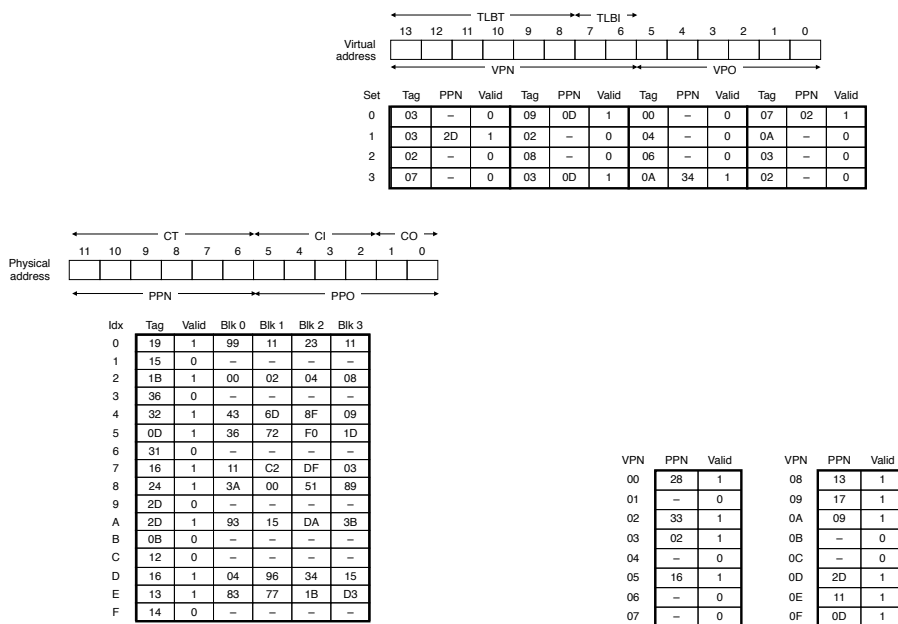 TLBT TLBI
13 12 11 10 9 8 7 6 5 4 3 2 1 0
Virtual
address
VPN VPO
Set Tag PPN Valid Tag PPN Valid Tag PPN Valid Tag PPN Valid
0 03 – 0 09 0D 1 00 – 0 07 02 1
1 03 2D 1 02 – 0 04 – 0 0A – 0
2 02 – 0 08 – 0 06 – 0 03 – 0
3 07 – 0 03 0D 1 0A 34 1 02 – 0
CT CI CO
11 10 9 8 7 6 5 4 3 2 1 0
Physical
address
PPN PPO
Idx Tag Valid Blk 0 Blk 1 Blk 2 Blk 3
0 19 1 99 11 23 11
1 15 0 – – – –
2 1B 1 00 02 04 08
3 36 0 – – – –
4 32 1 43 6D 8F 09
5 0D 1 36 72 F0 1D
6 31 0 – – – –
7 16 1 11 C2 DF 03
8 24 1 3A 00 51 89
9 2D 0 – – – –
A 2D 1 93 15 DA 3B
B 0B 0 – – – –
C 12 0 – – – –
D 16 1 04 96 34 15
E 13 1 83 77 1B D3
F 14 0 – – – –
VPN PPN Valid VPN PPN Valid
00 28 1 08 13 1
01 – 0 09 17 1
02 33 1 0A 09 1
03 02 1 0B – 0
04 – 0 0C – 0
05 16 1 0D 2D 1
06 – 0 0E 11 1
07 – 0 0F 0D 1